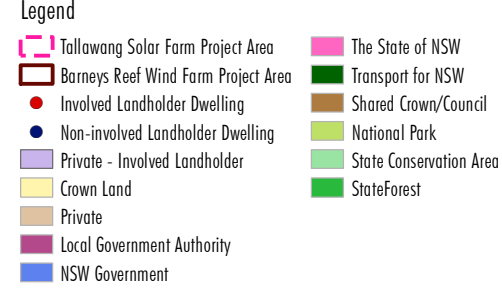 Legend
Tallawang Solar Farm Project Area
Barneys Reef Wind Farm Project Area
Involved Landholder Dwelling
Non-involved Landholder Dwelling
Private - Involved Landholder
Crown Land
Private
Local Government Authority
NSW Government
The State of NSW
Transport for NSW
Shared Crown/Council
National Park
State Conservation Area
StateForest